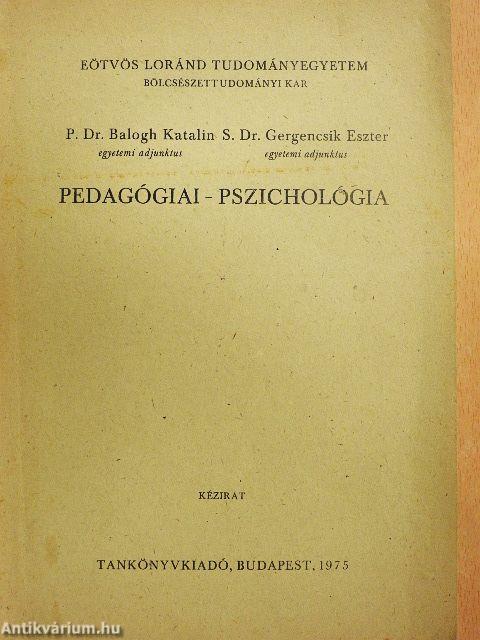 EÖTVÖS LORÁND TUDOMÁNYEGYETEM
BÖLCSÉSZETTUDOMÁNYI KAR
P. Dr. Balogh Katalin S. Dr. Gergencsik Eszter
egyetemi adjunktus egyetemi adjunktus
PEDAGÓGIAI - PSZICHOLÓGIA
KÉZIRAT
TANKÖNYVKIADÓ, BUDAPEST, 1975
Antikvárium.hu